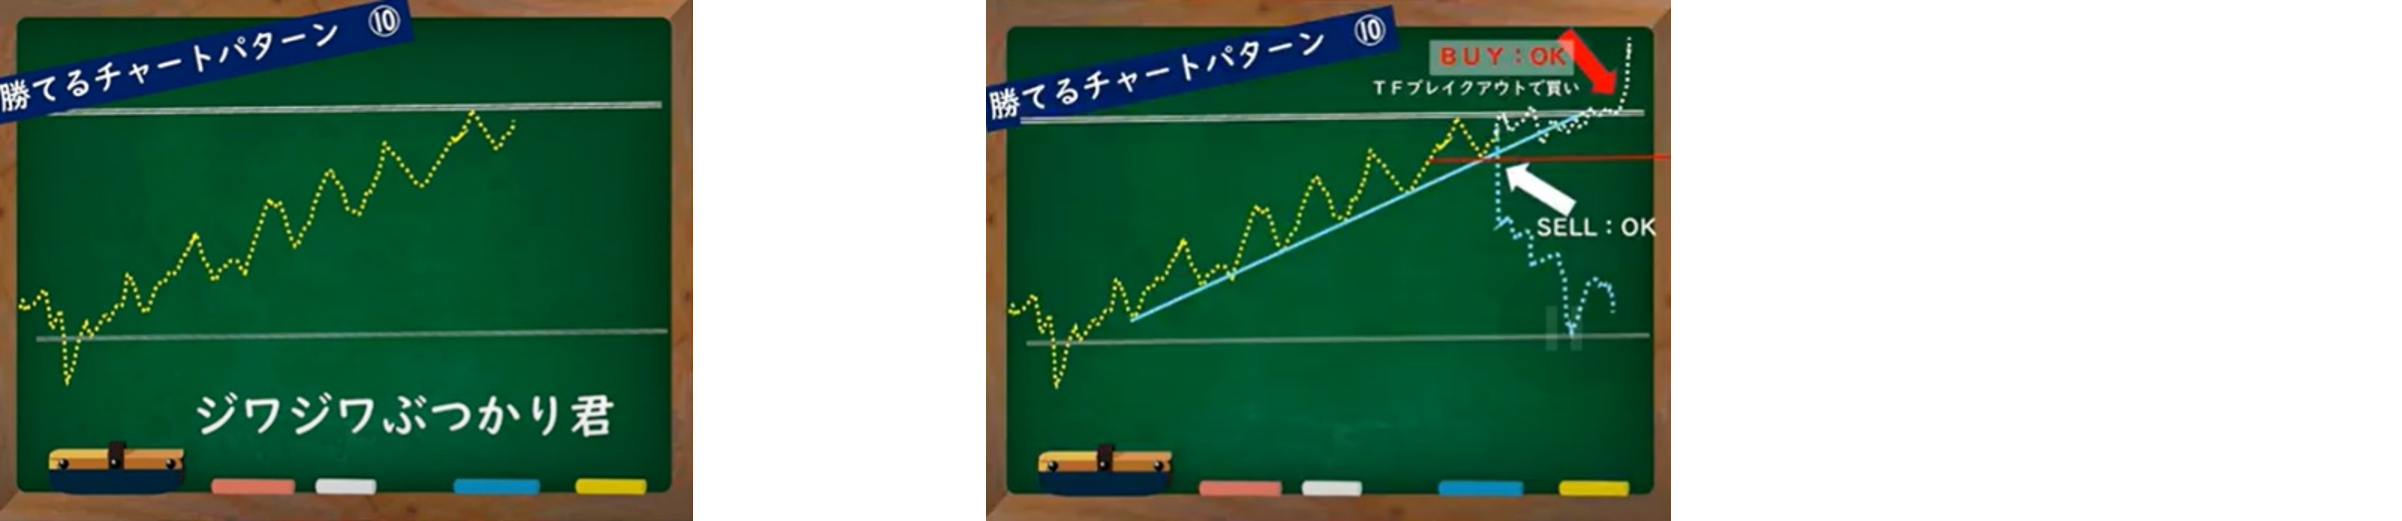 勝てるチャートパターン ⑩
ジワジワぶつかり君
勝てるチャートパターン ⑩
BUY:OK
TFブレイクアウトで買い
SELL:OK